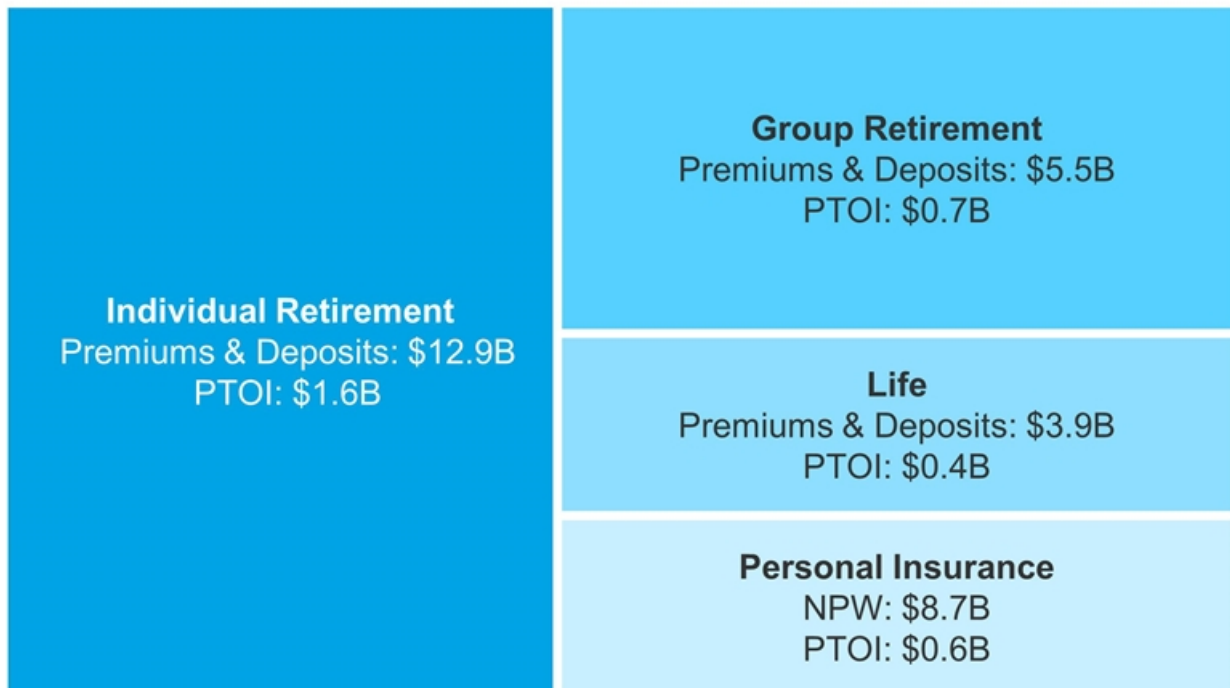 Individual Retirement
Premiums & Deposits: $12.9B
PTOI: $1.6B
Group Retirement
Premiums & Deposits: $5.5B
PTOI: $0.7B
Life
Premiums & Deposits: $3.9B
PTOI: $0.4B
Personal Insurance
NPW: $8.7B
PTOI: $0.6B